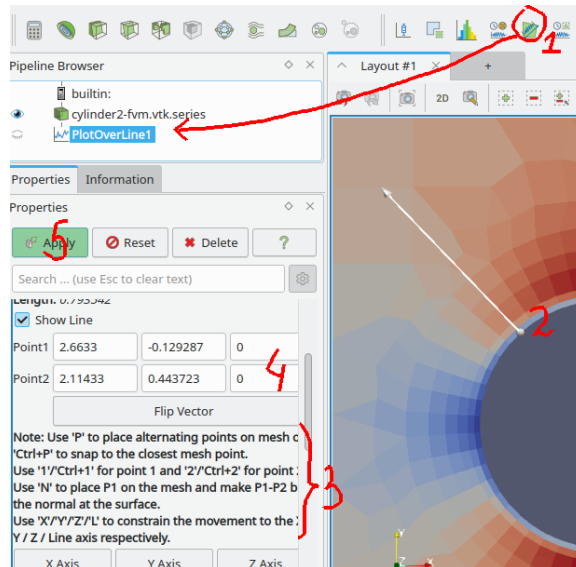 1
Pipeline Browser
Layout #1
+
builtin:
cylinder2-fvm.vtk.series
2D
PlotOverLine1
Properties
Information
Properties
5
Apply
Reset
Delete
?
Search ... (use Esc to clear text)
Length: 0.793542
Show Line
2
Point1
2.6633
-0.129287
0
4
Point2
2.11433
0.443723
0
Flip Vector
Note: Use 'P' to place alternating points on mesh o
'Ctrl+P' to snap to the closest mesh point.
Use '1'/'Ctrl+1' for point 1 and '2'/'Ctrl+2' for point 2
3
Use 'N' to place P1 on the mesh and make P1-P2 b
the normal at the surface.
Use 'X'/'Y'/'Z'/'L' to constrain the movement to the X
Y / Z / Line axis respectively.
Y
X Axis
Y Axis
Z Axis
Z
X